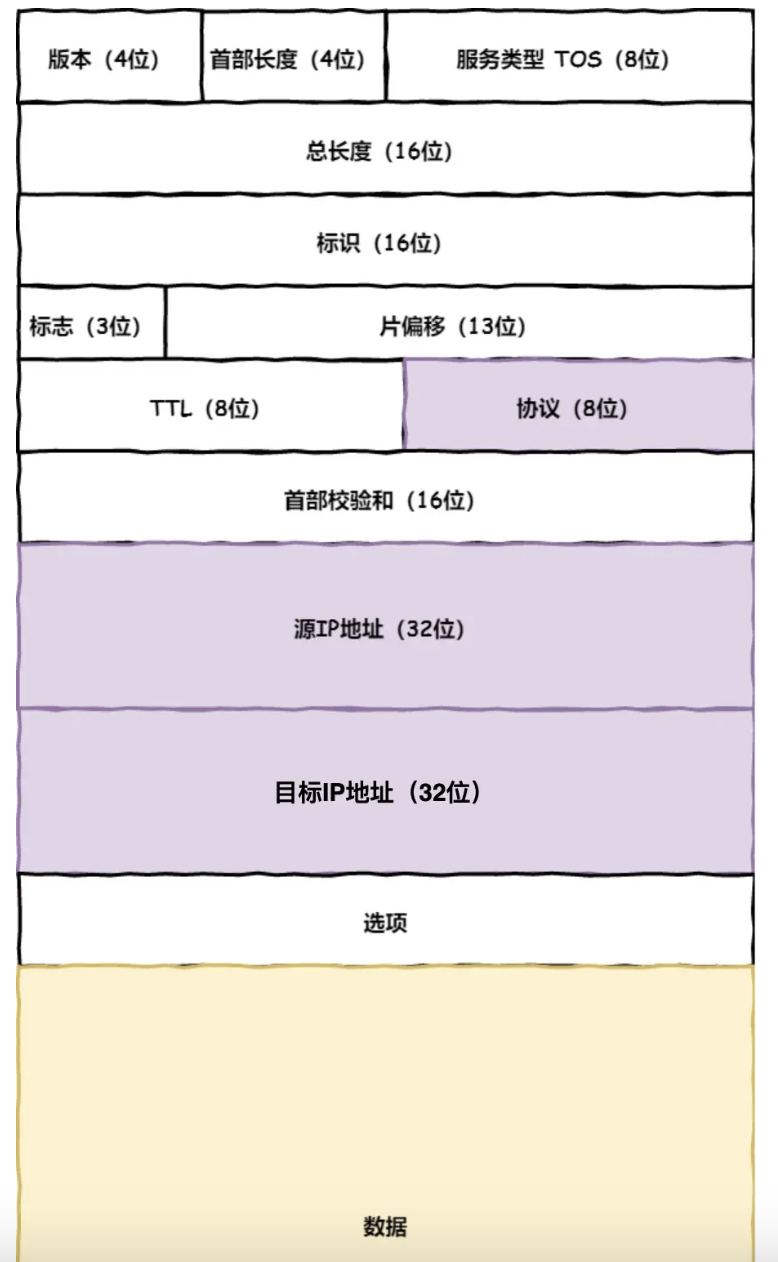 版本（4位） 首部长度（4位） 服务类型 TOS（8位）
总长度（16位）
标识（16位）
标志（3位） 片偏移（13位）
TTL（8位） 协议（8位）
首部校验和（16位）
源IP地址（32位）
目标IP地址（32位）
选项
数据